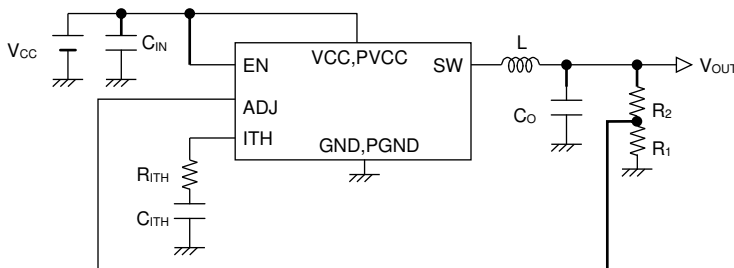 VCC
CIN
EN
VCC,PVCC
SW
L
VOUT
ADJ
ITH
GND,PGND
CO
R2
R1
RITH
CITH